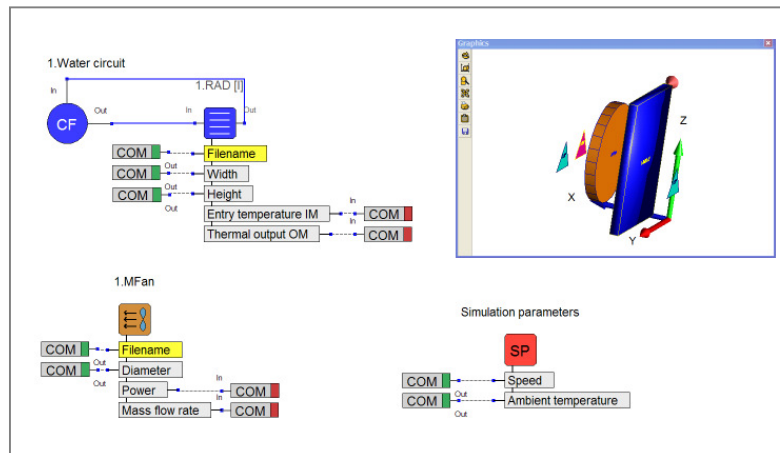 1.Water circuit
In
CF
Out
1.RAD [I]
In
Out
COM
Out
Filename
COM
Out
Width
COM
Out
Height
Entry temperature IM
In
COM
Thermal output OM
In
COM
Graphics
Z
X
Y
1.MFan
COM
Out
Filename
COM
Out
Diameter
Power
In
COM
Mass flow rate
In
COM
Simulation parameters
SP
COM
Out
Speed
COM
Out
Ambient temperature